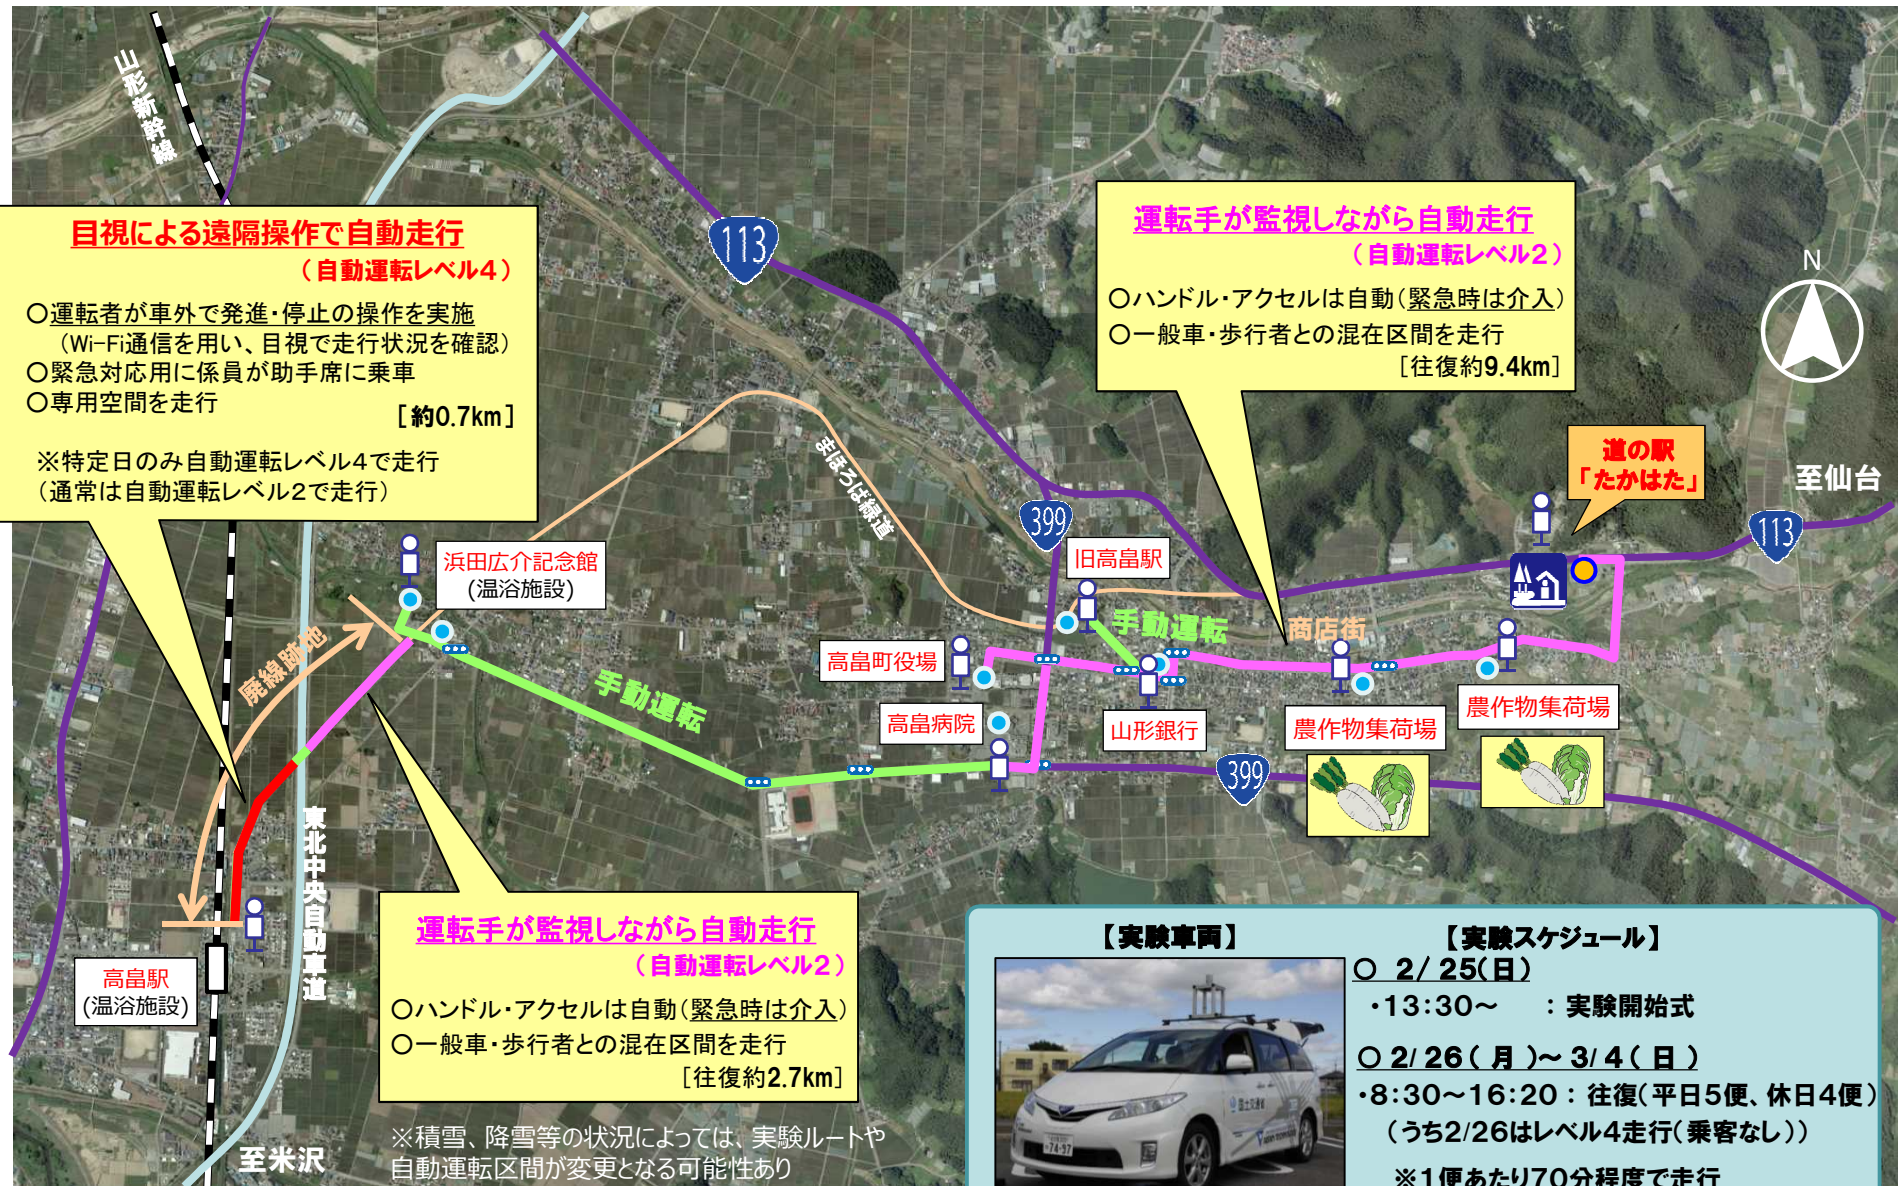 山形新幹線
目視による遠隔操作で自動走行
（自動運転レベル４）
〇運転者が車外で発進・停止の操作を実施
（Wi-Fi通信を用い、目視で走行状況を確認）
〇緊急対応用に係員が助手席に乗車
〇専用空間を走行
［約0.7km］
※特定日のみ自動運転レベル４で走行
（通常は自動運転レベル２で走行）
113
運転手が監視しながら自動走行
（自動運転レベル２）
〇ハンドル・アクセルは自動（緊急時は介入）
〇一般車・歩行者との混在区間を走行
［往復約9.4km］
N
道の駅
「たかはた」
至仙台
113
まほろば緑道
399
旧高畠駅
浜田広介記念館
(温浴施設)
手動運転
商店街
高畠町役場
廃線跡地
手動運転
高畠病院
山形銀行
農作物集荷場
農作物集荷場
399
東北中央自動車道
高畠駅
(温浴施設)
運転手が監視しながら自動走行
（自動運転レベル２）
〇ハンドル・アクセルは自動（緊急時は介入）
〇一般車・歩行者との混在区間を走行
［往復約2.7km］
※積雪、降雪等の状況によっては、実験ルートや
自動運転区間が変更となる可能性あり
至米沢
【実験車両】
国土交通省
74-97
【実験スケジュール】
〇 2/25(日)
・13:30～ ：実験開始式
〇 2/26(月)～3/4(日)
・8:30～16:20：往復(平日5便、休日4便)
（うち2/26はレベル4走行(乗客なし)）
※1便あたり70分程度で走行